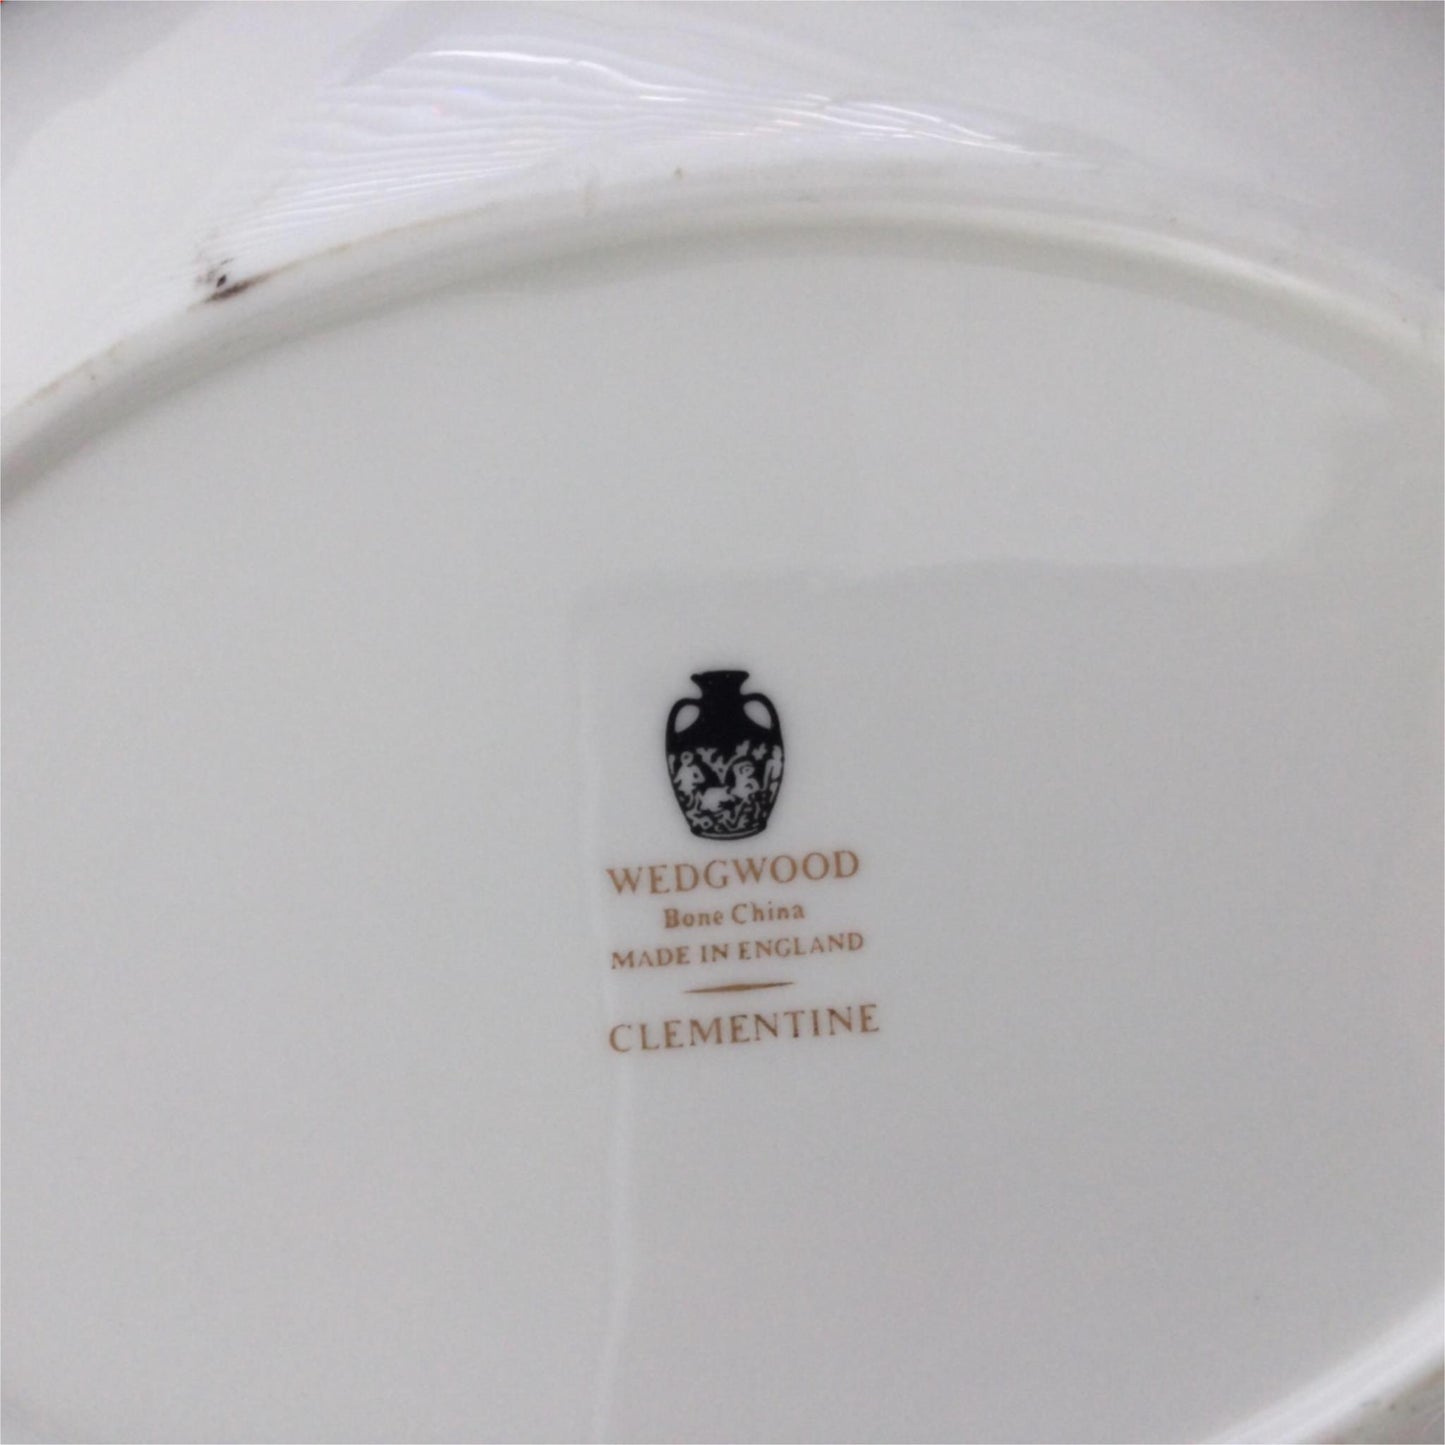 WEDGWOOD
Bone China
MADE IN ENGLAND
CLEMENTINE